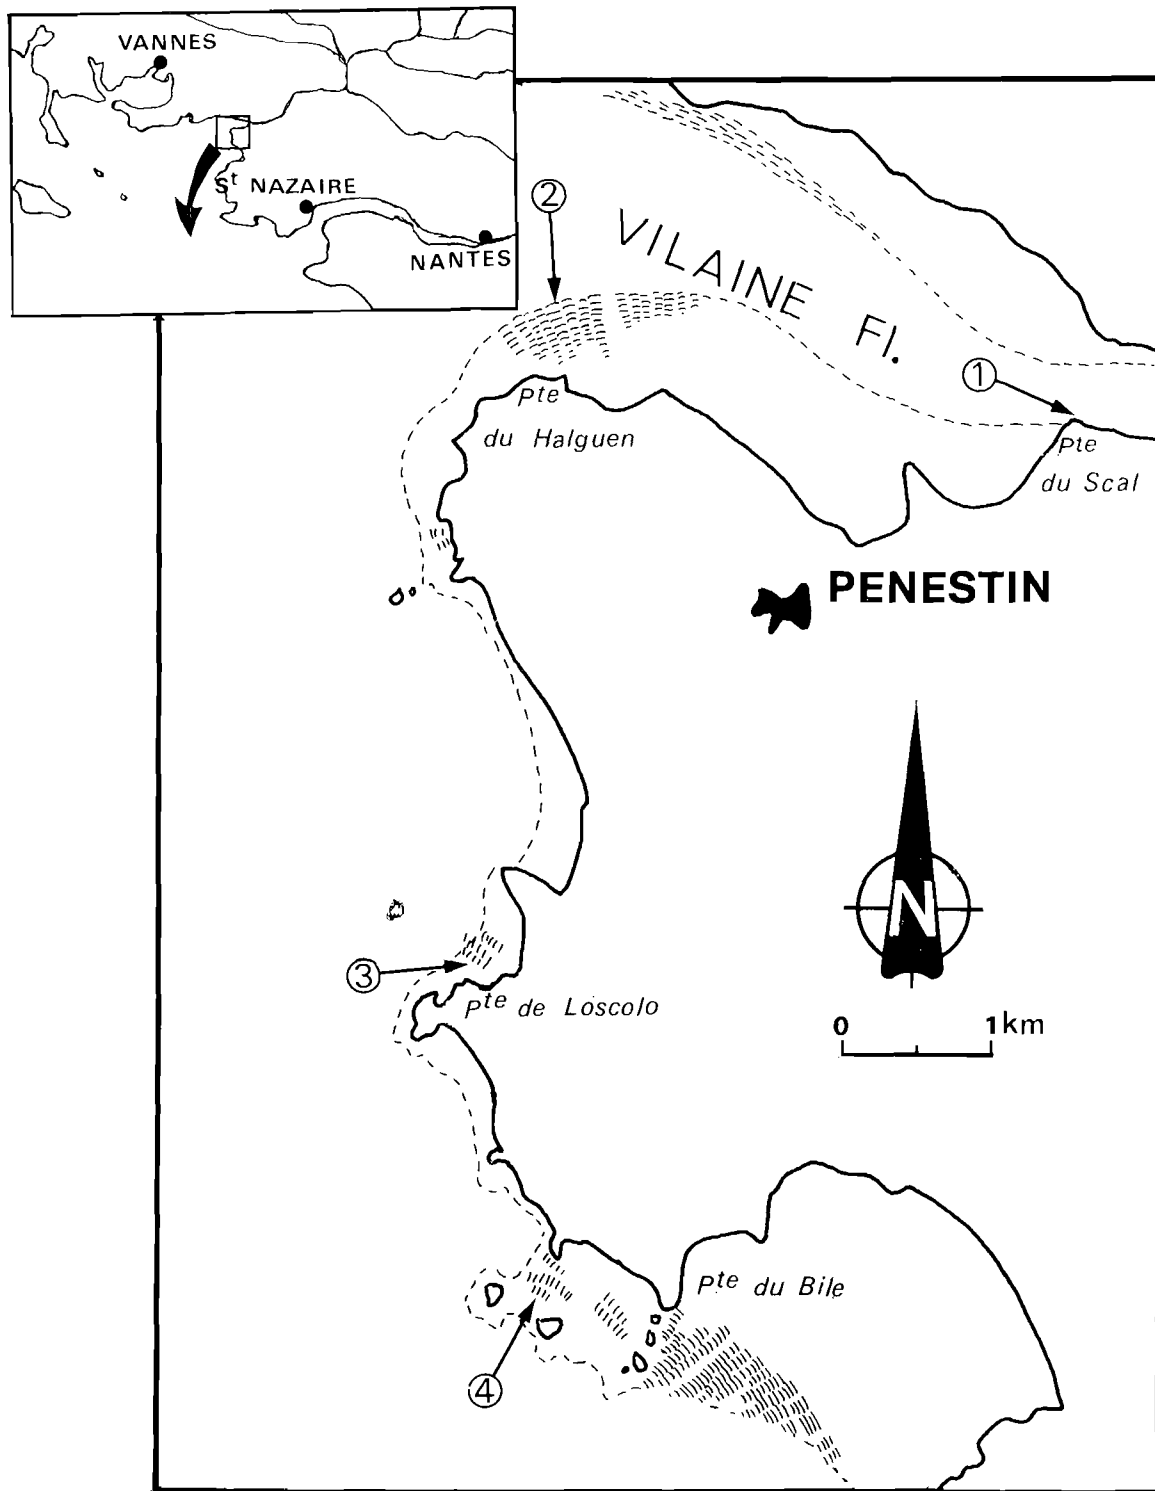 VANNES
St NAZAIRE
NANTES
②
VILAINE Fl.
①
Pte
du Halguen
Pte
du Scal
PENESTIN
N
③
Pte de Loscolo
0 1km
Pte du Bile
④